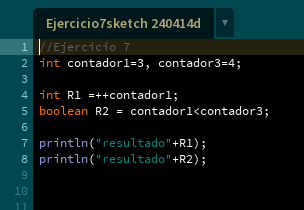 Ejercicio7sketch 240414d ▼
1 //Ejercicio 7
2 int contador1=3, contador3=4;
3
4 int R1 =++contador1;
5 boolean R2 = contador1<contador3;
6
7 println("resultado"+R1);
8 println("resultado"+R2);
9
10
11